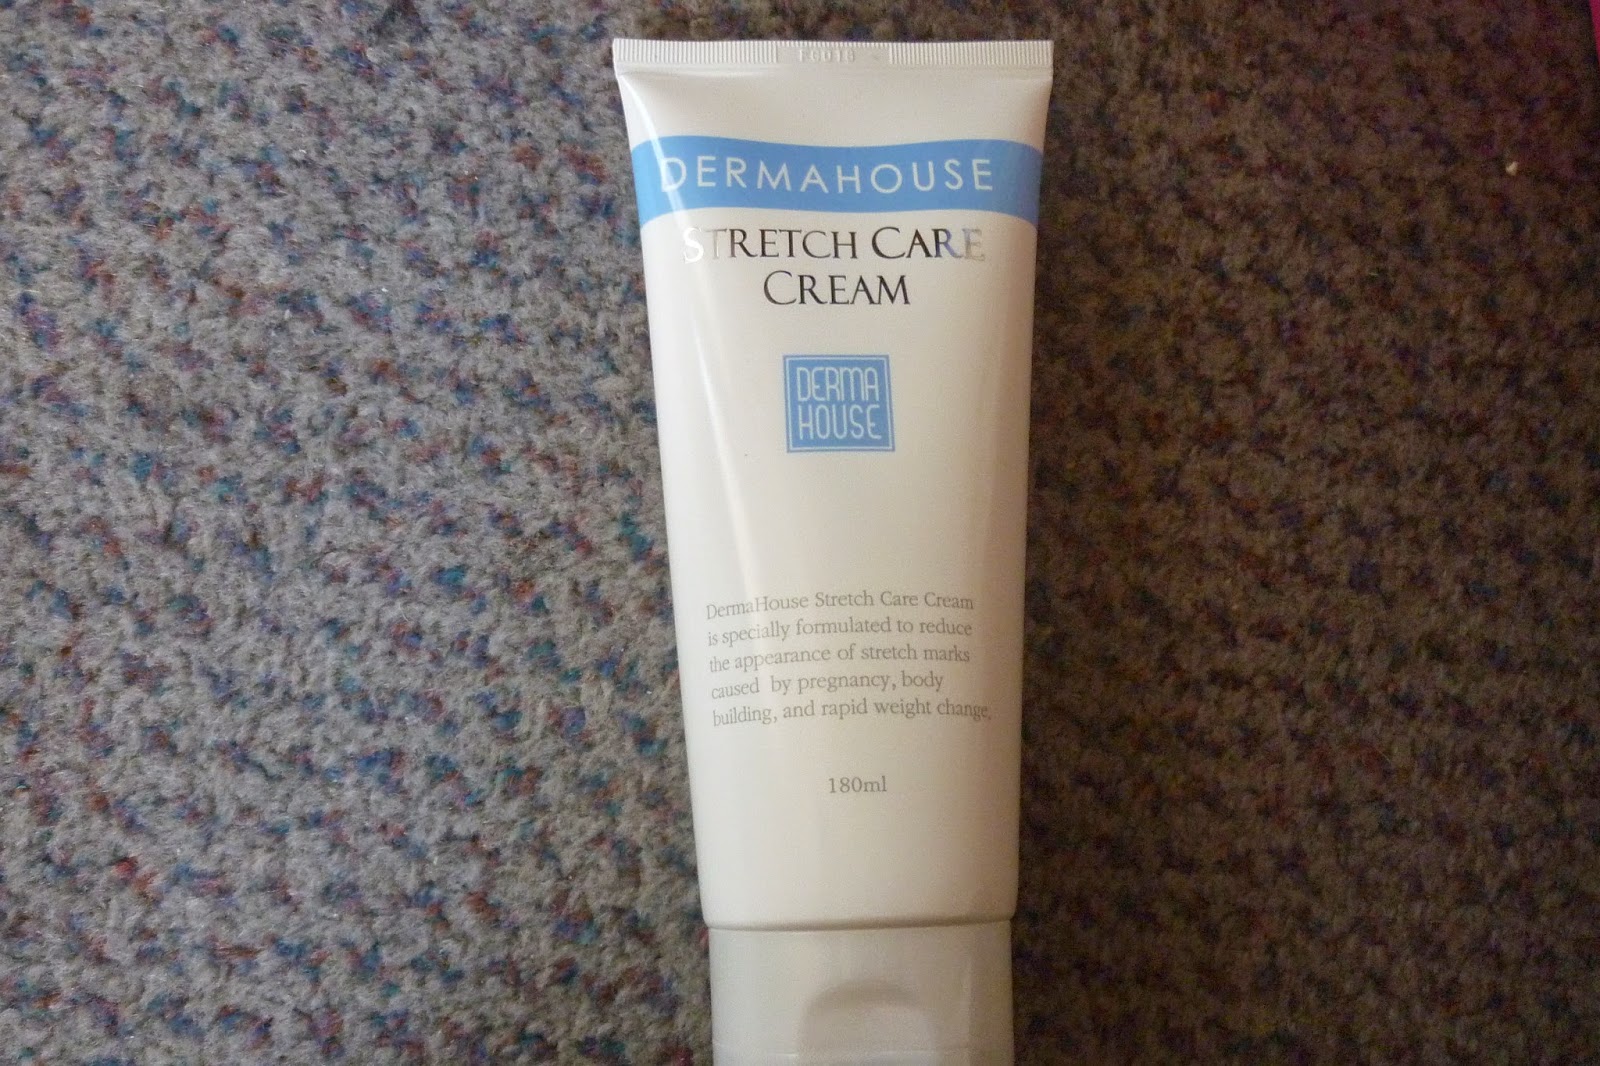 DERMAHOUSE
STRETCH CARE
CREAM
DERMA
HOUSE
DermaHouse Stretch Care Cream
is specially formulated to reduce
the appearance of stretch marks
caused by pregnancy, body
building, and rapid weight change.
180ml